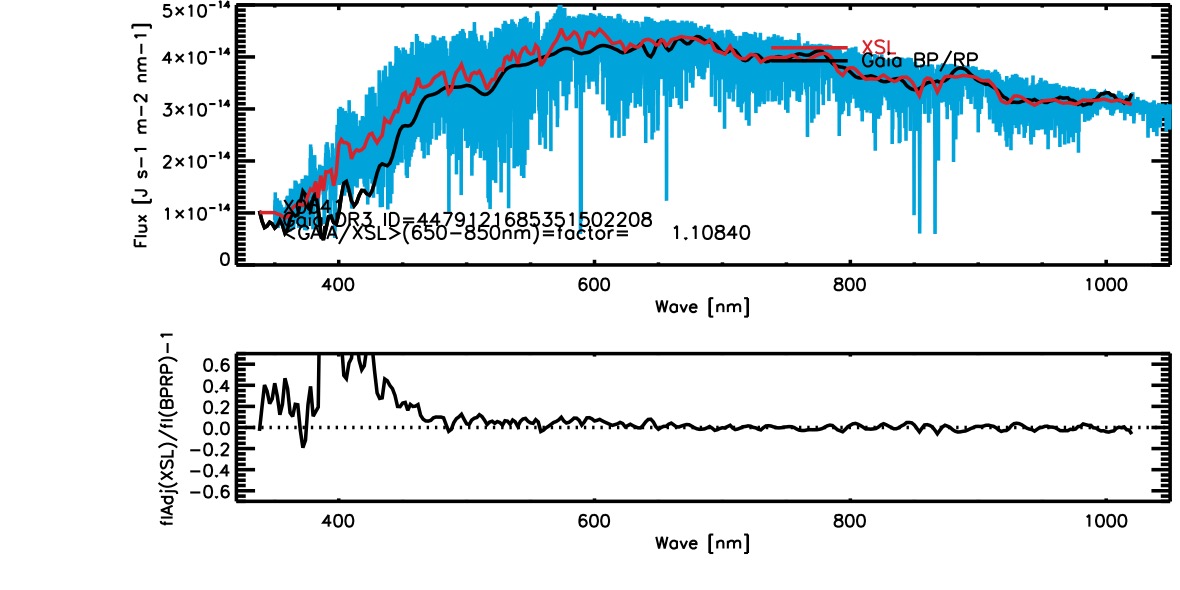 5×10-14
4×10-14
3×10-14
2×10-14
1×10-14
0
Flux [J s-1 m-2 nm-1]
XSL
Gaia BP/RP
Gaia DR3 ID=4479121685351502208
<GAIA/XSL>(650-850nm)=factor= 1.10840
400 600 800 1000
Wave [nm]
0.6
0.4
0.2
0.0
-0.2
-0.4
-0.6
flAdj(XSL)/fl(BPRP)-1
400 600 800 1000
Wave [nm]